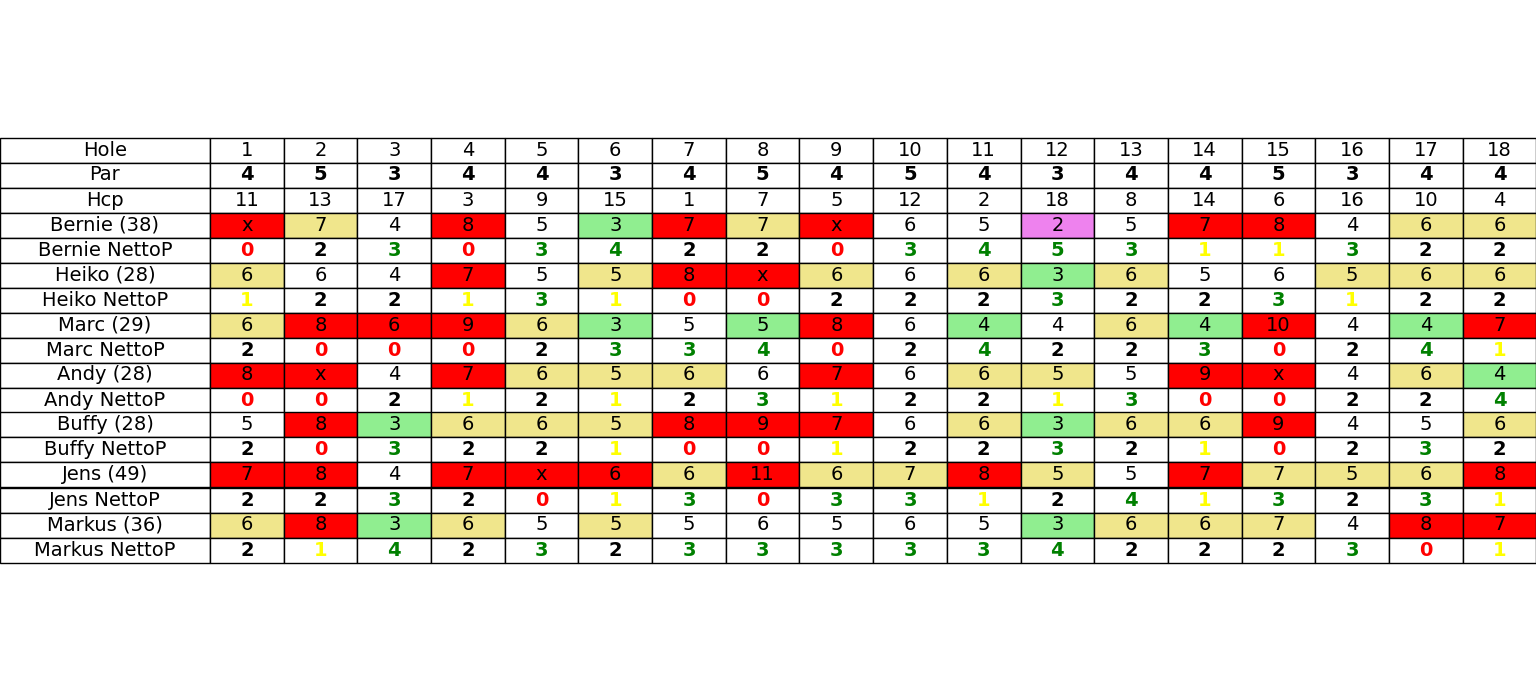 Hole 1 2 3 4 5 6 7 8 9 10 11 12 13 14 15 16 17 18
Par 4 5 3 4 4 3 4 5 4 5 4 3 4 4 5 3 4 4
Hcp 11 13 17 3 9 15 1 7 5 12 2 18 8 14 6 16 10 4
Bernie (38) x 7 4 8 5 3 7 7 x 6 5 2 5 7 8 4 6 6
Bernie NettoP 0 2 3 0 3 4 2 2 0 3 4 5 3 1 1 3 2 2
Heiko (28) 6 6 4 7 5 5 8 x 6 6 6 3 6 5 6 5 6 6
Heiko NettoP 1 2 2 1 3 1 0 0 2 2 2 3 2 2 3 1 2 2
Marc (29) 6 8 6 9 6 3 5 5 8 6 4 4 6 4 10 4 4 7
Marc NettoP 2 0 0 0 2 3 3 4 0 2 4 2 2 3 0 2 4 1
Andy (28) 8 x 4 7 6 5 6 6 7 6 6 5 5 9 x 4 6 4
Andy NettoP 0 0 2 1 2 1 2 3 1 2 2 1 3 0 0 2 2 4
Buffy (28) 5 8 3 6 6 5 8 9 7 6 6 3 6 6 9 4 5 6
Buffy NettoP 2 0 3 2 2 1 0 0 1 2 2 3 2 1 0 2 3 2
Jens (49) 7 8 4 7 x 6 6 11 6 7 8 5 5 7 7 5 6 8
Jens NettoP 2 2 3 2 0 1 3 0 3 3 1 2 4 1 3 2 3 1
Markus (36) 6 8 3 6 5 5 5 6 5 6 5 3 6 6 7 4 8 7
Markus NettoP 2 1 4 2 3 2 3 3 3 3 3 4 2 2 2 3 0 1